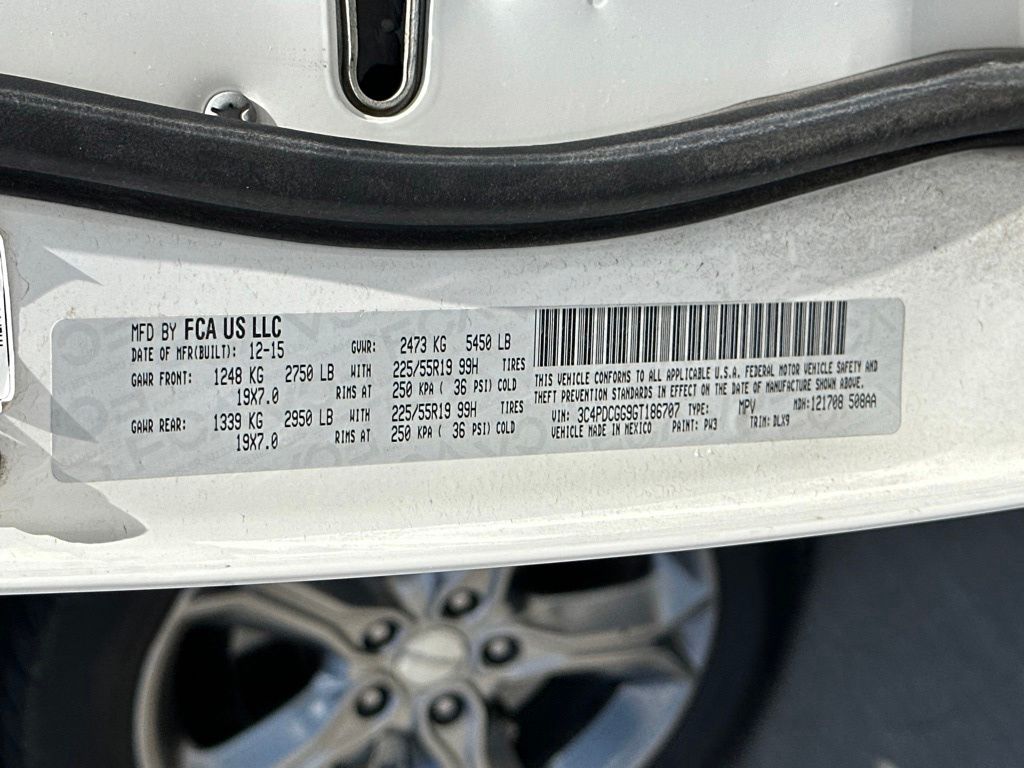 MFD BY FCA US LLC
DATE OF MFR(BUILT): 12-15 GVWR: 2473 KG 5450 LB
GAWR FRONT: 1248 KG 2750 LB WITH 225/55R19 99H TIRES
19X7.0 RIMS AT 250 KPA ( 36 PSI) COLD
GAWR REAR: 1339 KG 2950 LB WITH 225/55R19 99H TIRES
19X7.0 RIMS AT 250 KPA ( 36 PSI) COLD
THIS VEHICLE CONFORMS TO ALL APPLICABLE U.S.A. FEDERAL MOTOR VEHICLE SAFETY AND
THEFT PREVENTION STANDARDS IN EFFECT ON THE DATE OF MANUFACTURE SHOWN ABOVE.
VIN: 3C4PDCGG9GT186707 TYPE: MPV MDH:121708 508AA
VEHICLE MADE IN MEXICO PAINT: PW3 TRIM: DLX9